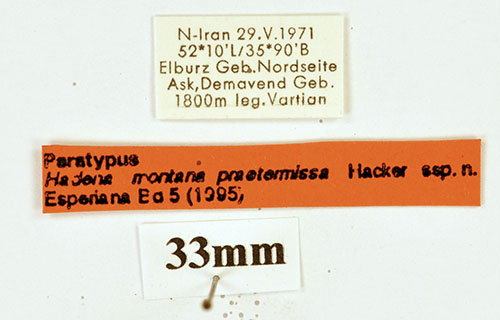 N-Iran 29.V.1971
52°10'L/35°90'B
Elburz Geb.Nordseite
Ask,Demavend Geb.
1800m leg.Vartian
Paratypus
Hadena montana praetermissa Hacker ssp. n.
Esperiana Bd 5 (1995)
33mm